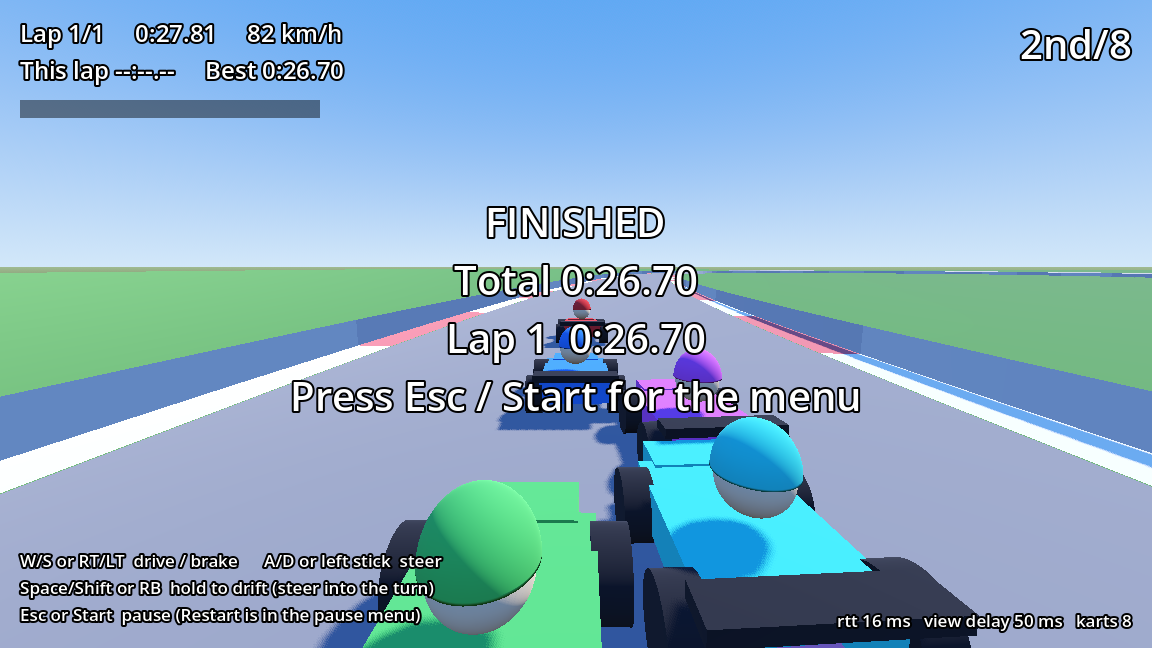 Lap 1/1 0:27.81 82 km/h
This lap --:--.-- Best 0:26.70
2nd/8
FINISHED
Total 0:26.70
Lap 1 0:26.70
Press Esc / Start for the menu
W/S or RT/LT drive / brake A/D or left stick steer
Space/Shift or RB hold to drift (steer into the turn)
Esc or Start pause (Restart is in the pause menu)
rtt 16 ms view delay 50 ms karts 8